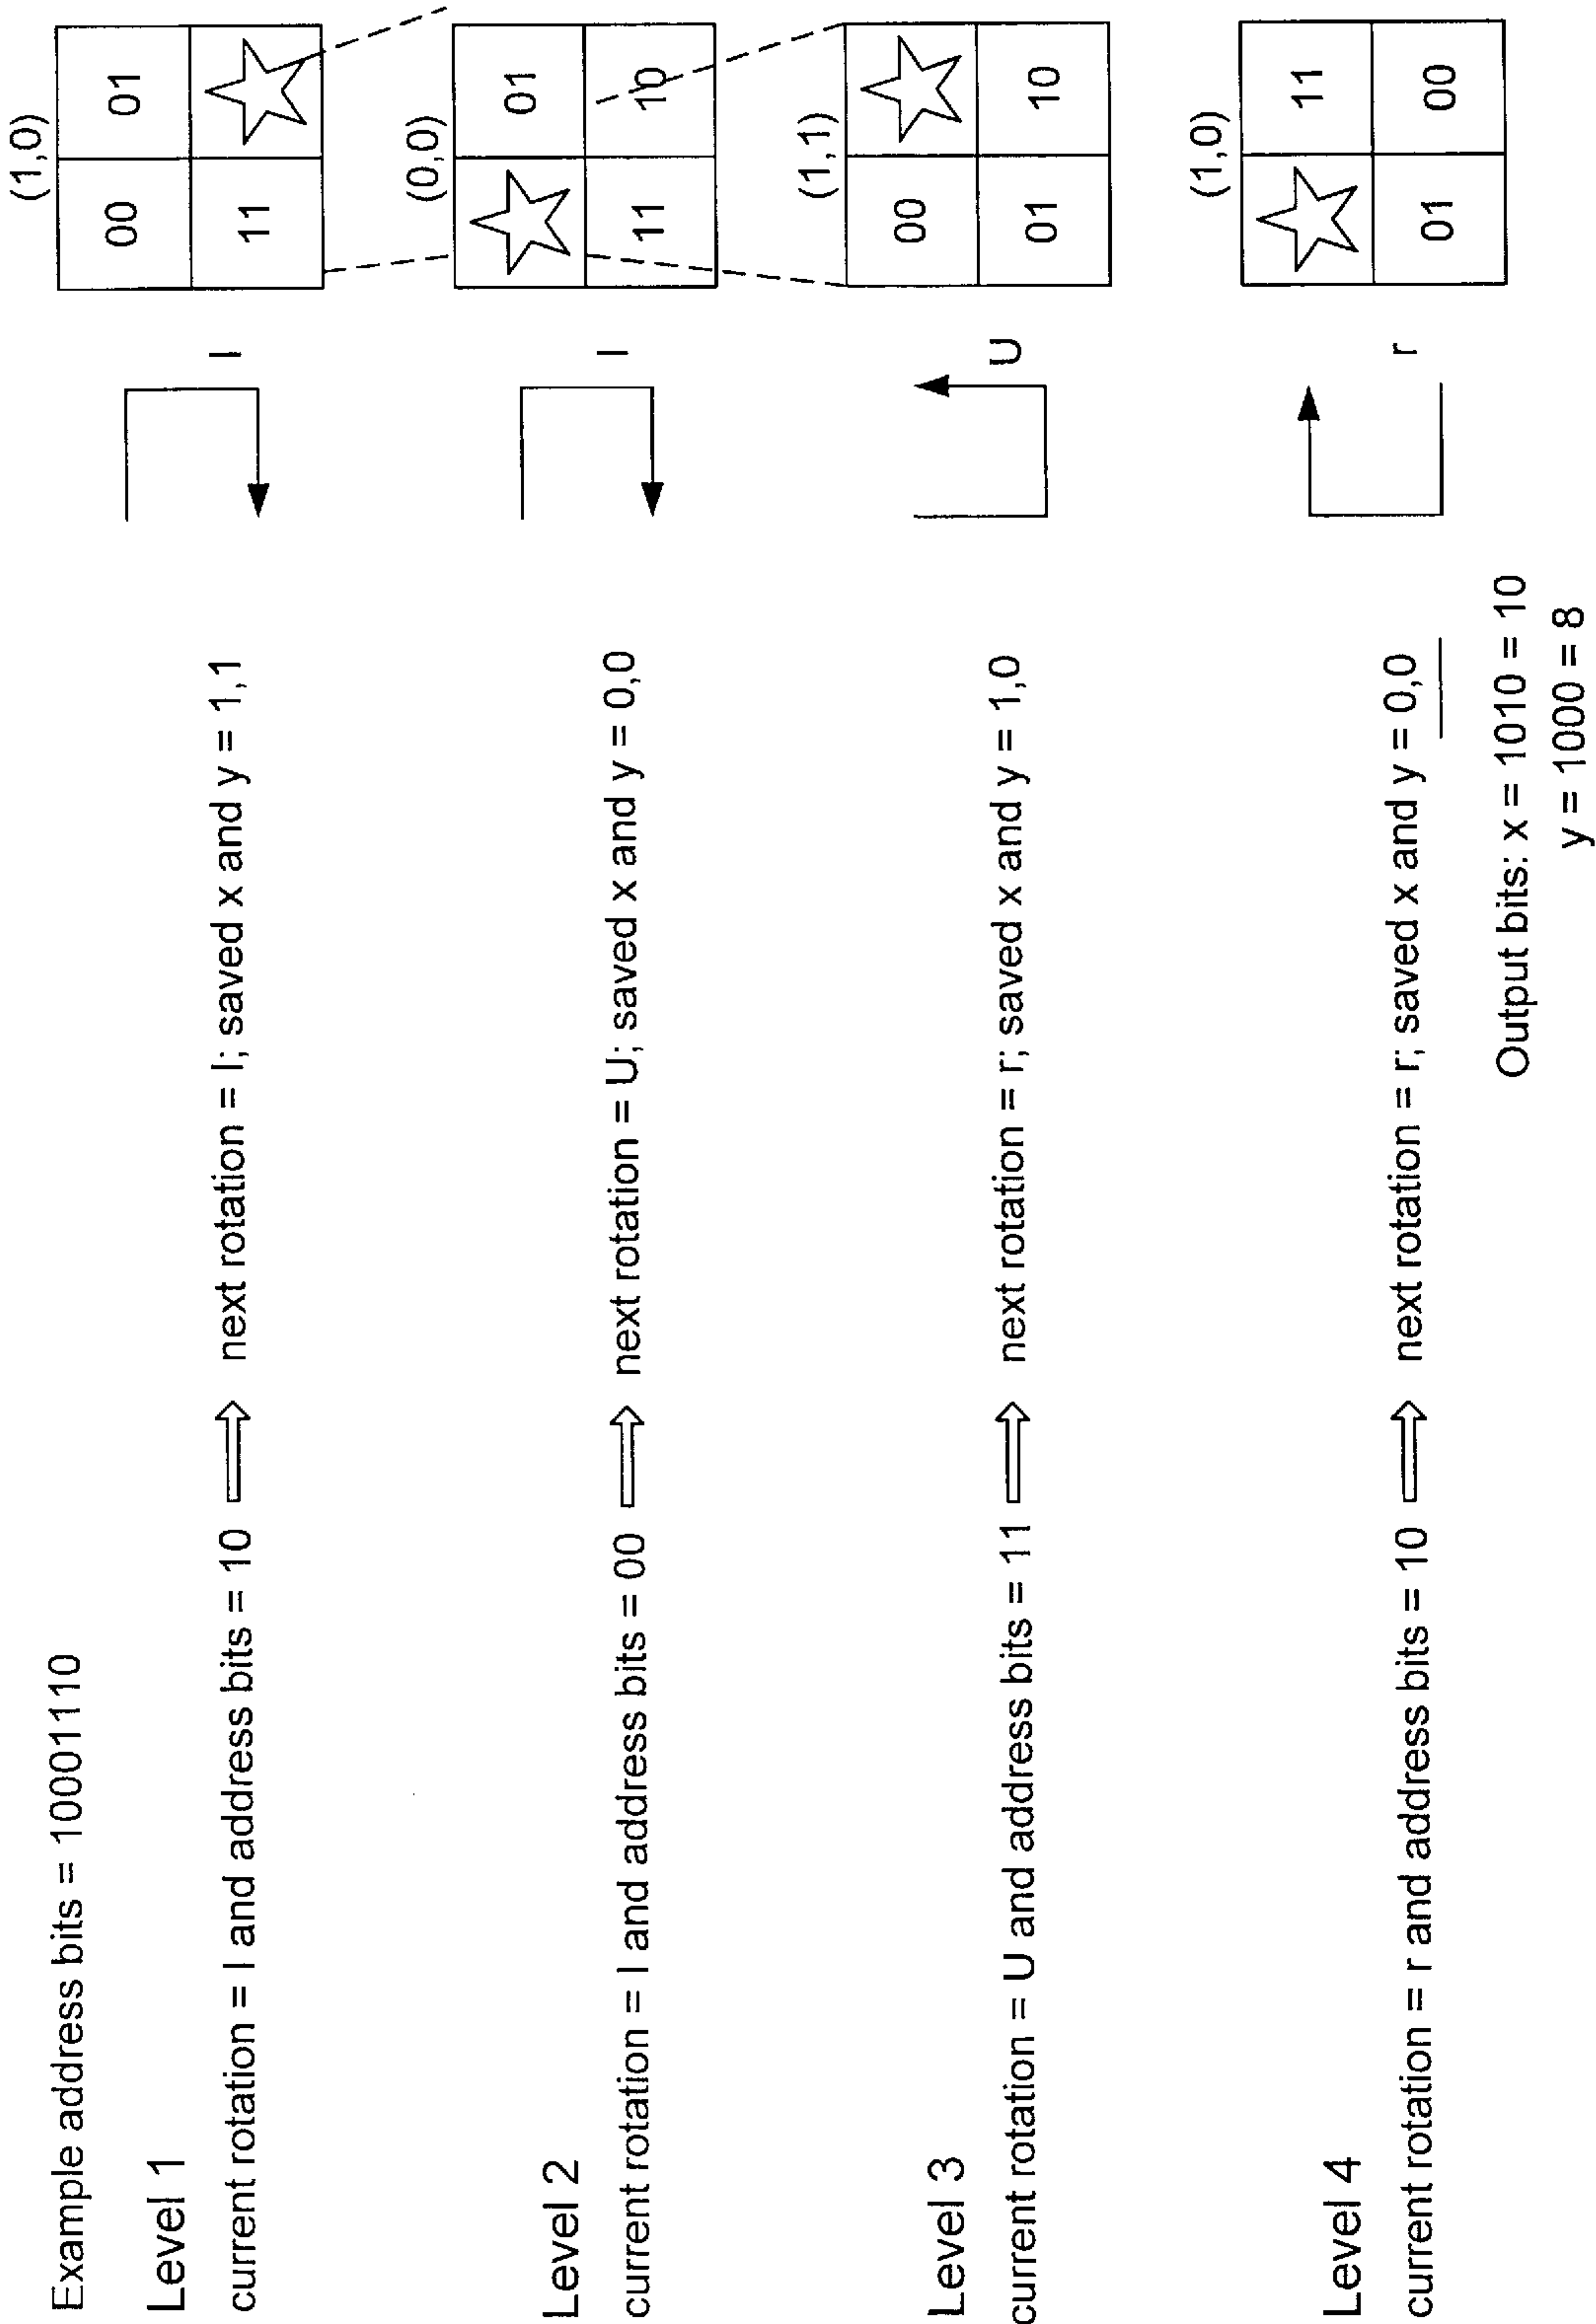 Example address bits = 10001110
Level 1
current rotation = l and address bits = 10 ⇒ next rotation = l; saved x and y = 1,1
l
(1,0)
00 01
11
Level 2
current rotation = l and address bits = 00 ⇒ next rotation = U; saved x and y = 0,0
l
(0,0)
01
11 10
Level 3
current rotation = U and address bits = 11 ⇒ next rotation = r; saved x and y = 1,0
U
(1,1)
00
01 10
Level 4
current rotation = r and address bits = 10 ⇒ next rotation = r; saved x and y = 0,0
r
(1,0)
11
01 00
Output bits: x = 1010 = 10
y = 1000 = 8